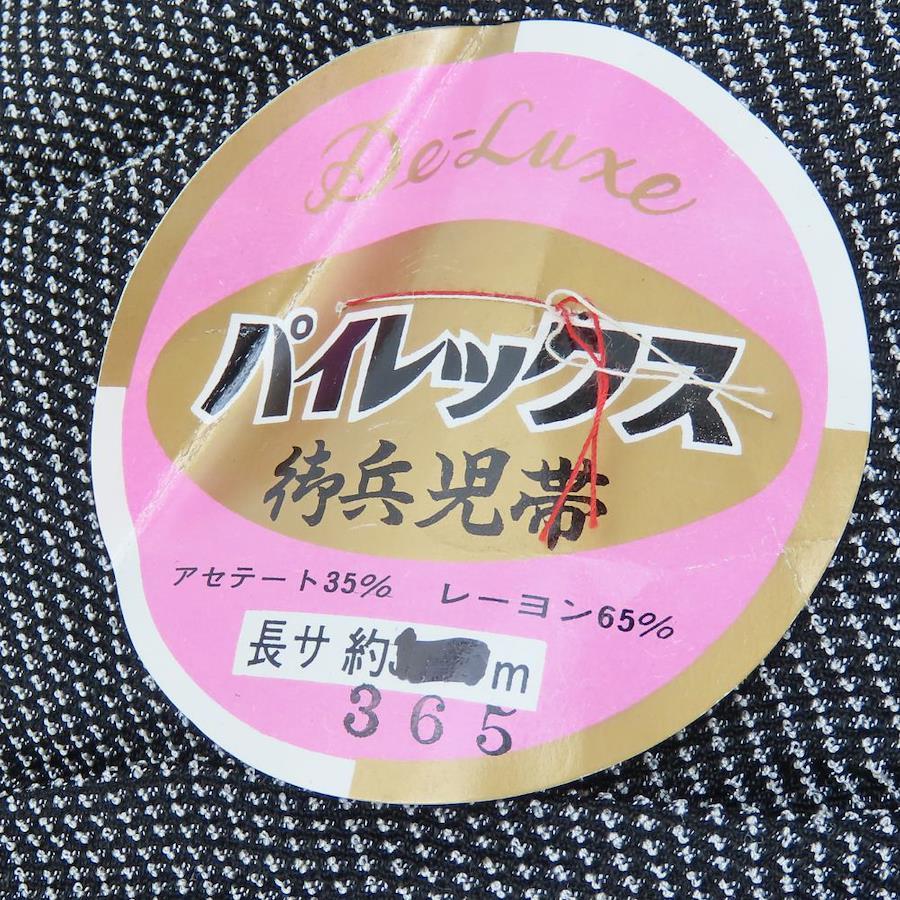 De-Luxe
パイレックス
御兵児帯
アセテート35% レーヨン65%
長サ 約 m
365